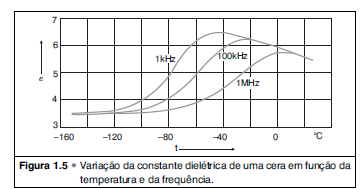 7
6
5
4
3
ε
1kHz
100kHz
1MHz
−160 −120 −80 −40 0 °C
t
Figura 1.5 • Variação da constante dielétrica de uma cera em função da
temperatura e da frequência.